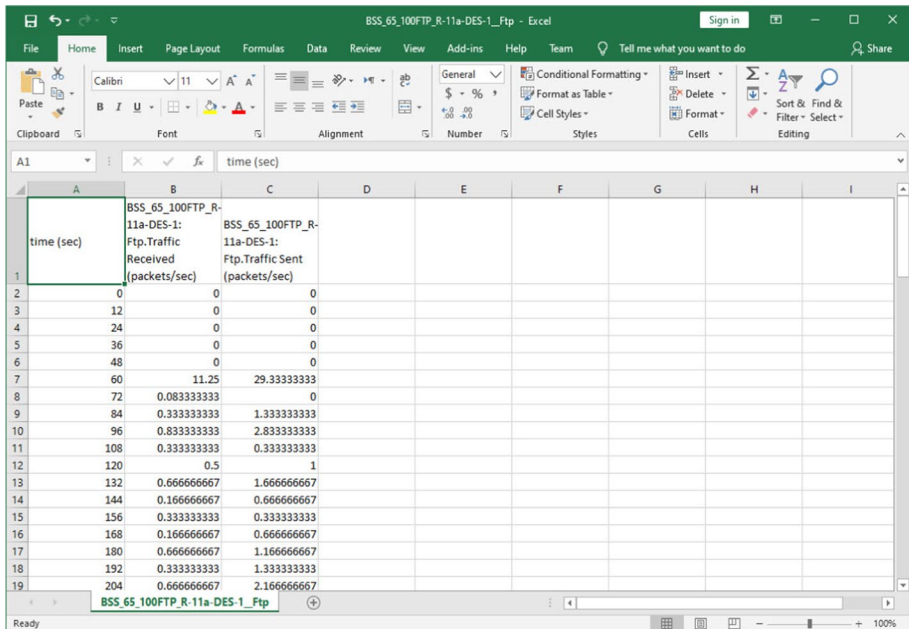 BSS_65_100FTP_R-11a-DES-1__Ftp - Excel
Sign in
File Home Insert Page Layout Formulas Data Review View Add-ins Help Team Tell me what you want to do Share
Paste
Calibri 11 A A
B I U A
ab
General
$ % ,
Conditional Formatting
Format as Table
Cell Styles
Insert
Delete
Format
Sort & Find &
Filter Select
Clipboard Font Alignment Number Styles Cells Editing
A1 fx time (sec)
A B C D E F G H I
1 time (sec) BSS_65_100FTP_R-
11a-DES-1:
Ftp.Traffic
Received
(packets/sec)
BSS_65_100FTP_R-
11a-DES-1:
Ftp.Traffic Sent
(packets/sec)
2 0 0 0
3 12 0 0
4 24 0 0
5 36 0 0
6 48 0 0
7 60 11.25 29.33333333
8 72 0.083333333 0
9 84 0.333333333 1.333333333
10 96 0.833333333 2.833333333
11 108 0.333333333 0.333333333
12 120 0.5 1
13 132 0.666666667 1.666666667
14 144 0.166666667 0.666666667
15 156 0.333333333 0.333333333
16 168 0.166666667 0.666666667
17 180 0.666666667 1.166666667
18 192 0.333333333 1.333333333
19 204 0.666666667 2.166666667
BSS_65_100FTP_R-11a-DES-1__Ftp
Ready 100%